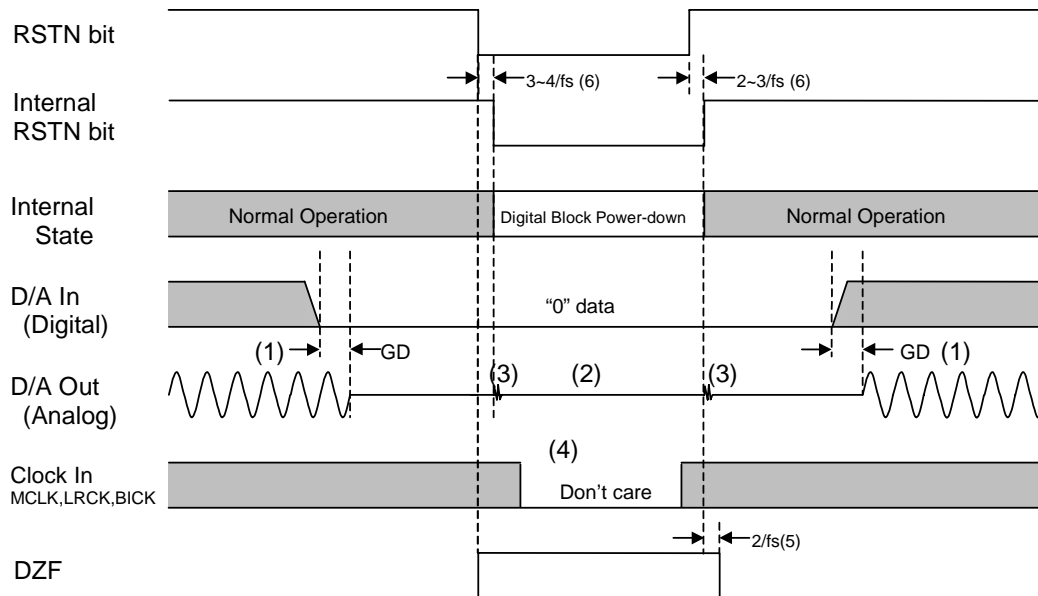 RSTN bit
3~4/fs (6)
2~3/fs (6)
Internal
RSTN bit
Internal
State
Normal Operation
Digital Block Power-down
Normal Operation
D/A In
(Digital)
“0” data
(1)
GD
GD
(1)
D/A Out
(Analog)
(3)
(2)
(3)
(4)
Clock In
MCLK,LRCK,BICK
Don’t care
2/fs(5)
DZF